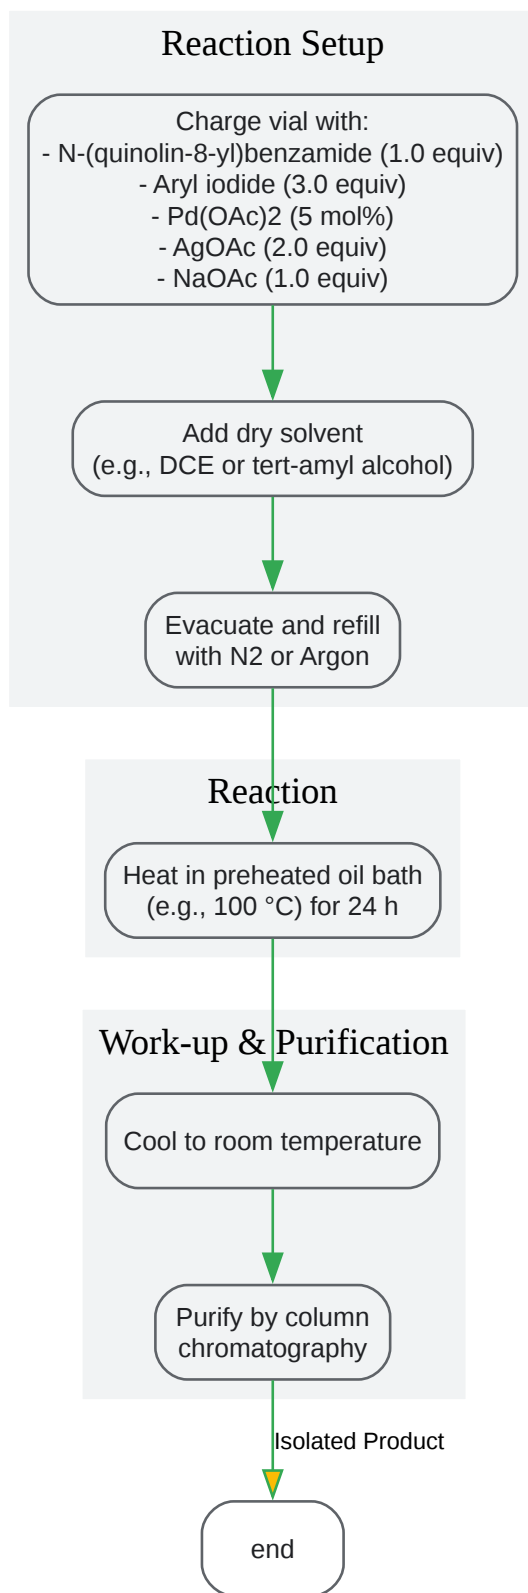 Reaction Setup
Charge vial with:
- N-(quinolin-8-yl)benzamide (1.0 equiv)
- Aryl iodide (3.0 equiv)
- Pd(OAc)2 (5 mol%)
- AgOAc (2.0 equiv)
- NaOAc (1.0 equiv)
Add dry solvent
(e.g., DCE or tert-amyl alcohol)
Evacuate and refill
with N2 or Argon
Reaction
Heat in preheated oil bath
(e.g., 100 °C) for 24 h
Work-up & Purification
Cool to room temperature
Purify by column
chromatography
Isolated Product
end